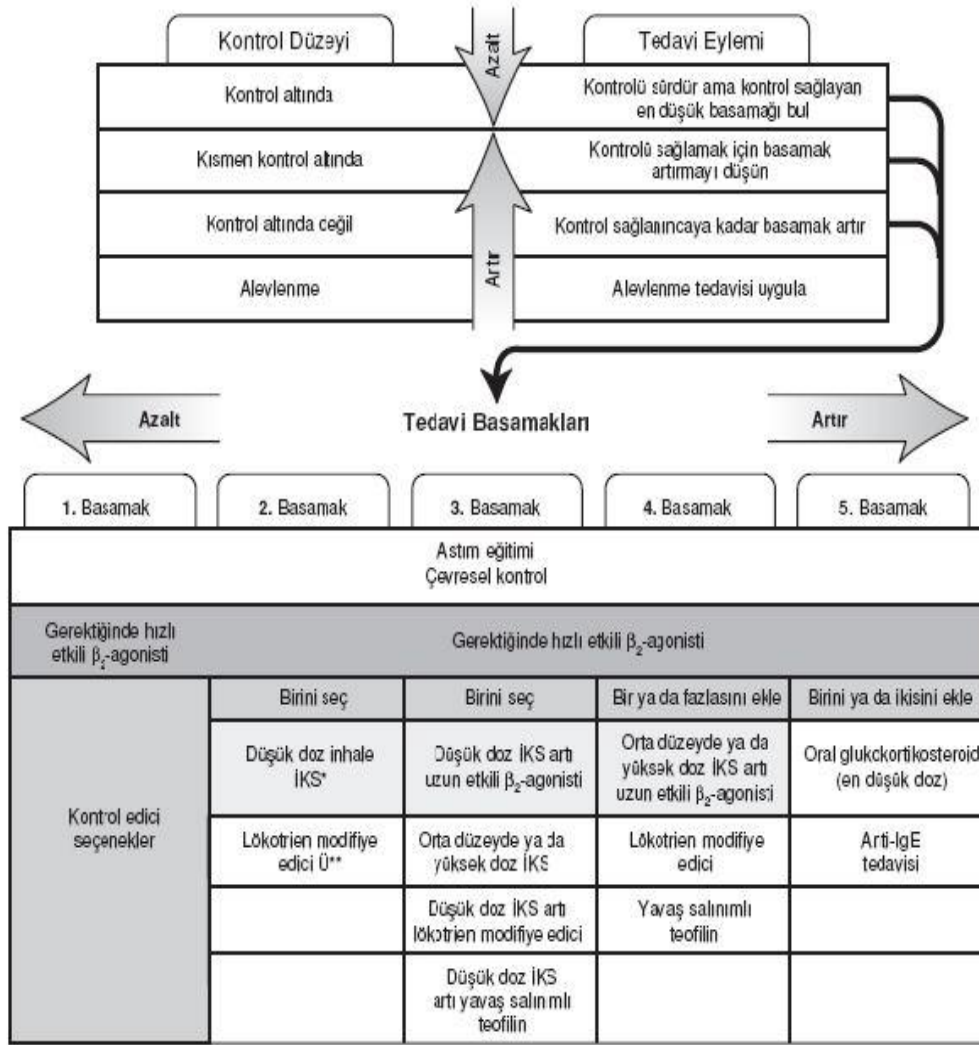 Kontrol Düzeyi
Azalt
Tedavi Eylemi
Kontrol altında
Kontrolü sürdür ama kontrol sağlayan
en düşük basamağı bul
Kısmen kontrol altında
Kontrolü sağlamak için basamak
artırmayı düşün
Kontrol altında ceğil
Kontrol sağlanıncaya kadar basamak artır
Artır
Alevlenme
Alevlenme tedavisi uygula
Azalt
Tedavi Basamakları
Artır
1. Basamak
2. Basamak
3. Basamak
4. Basamak
5. Basamak
Astım eğitimi
Çevresel kontrol
Gerektiğinde hızlı
etkili β₂-agonisti
Gerektiğinde hızlı etkili β₂-agonisti
Kontrol edici
seçenekler
Birini seç
Birini seç
Bir ya da fazlasını ekle
Birini ya da ikisini ekle
Düşük doz inhale
İKS*
Düşük doz İKS artı
uzun etkili β₂-agonisti
Orta düzeyde ya da
yüksek doz İKS artı
uzun etkili β₂-agonisti
Oral glukckortikosteroid
(en düşük doz)
Lökotrien modifiye
edici Ü**
Orta düzeyde ya da
yüksek doz İKS
Lökotrien modifiye
edici
Arti-IgE
tedavisi
Düşük doz İKS artı
lökotrien modifiye edici
Yavaş salınımlı
teofilin
Düşük doz İKS
artı yavaş salınımlı
teofilin